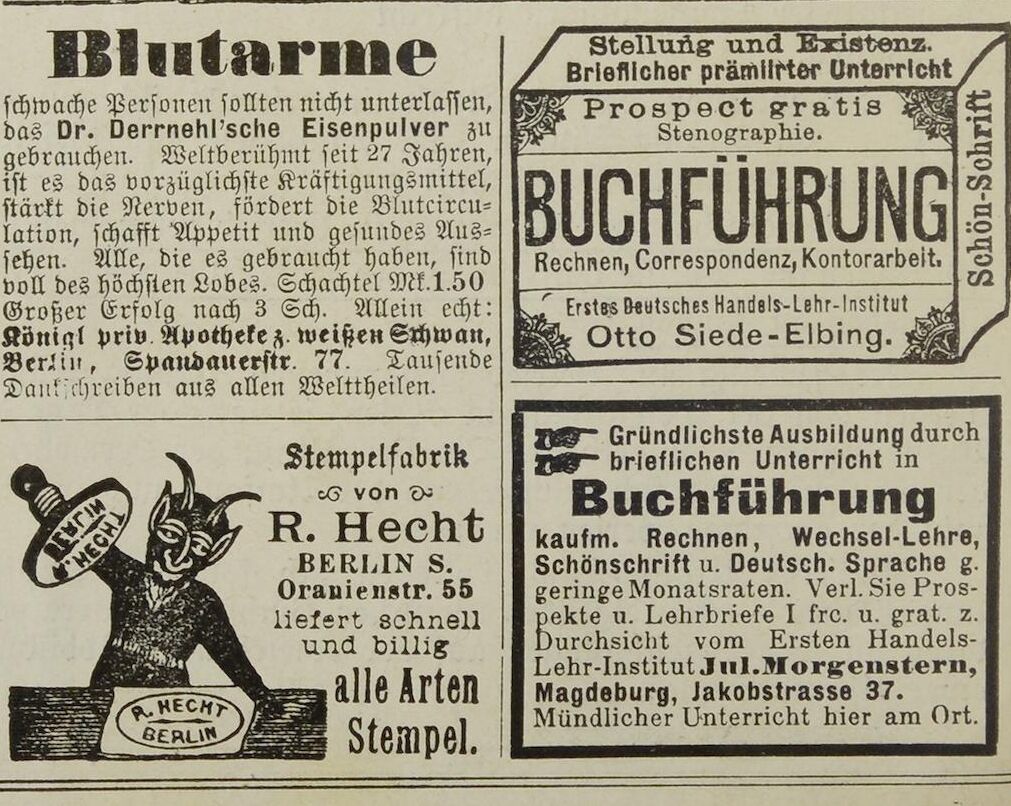 Blutarme
schwache Personen sollten nicht unterlassen,
das Dr. Derrnehl'sche Eisenpulver zu
gebrauchen. Weltberühmt seit 27 Jahren,
ist es das vorzüglichste Kräftigungsmittel,
stärkt die Nerven, fördert die Blutcircu-
lation, schafft Appetit und gesundes Aus-
sehen. Alle, die es gebraucht haben, sind
voll des höchsten Lobes. Schachtel Mk.1.50
Großer Erfolg nach 3 Sch. Allein echt:
Königl priv. Apotheke z. weißen Schwan,
Berlin, Spandauerstr. 77. Tausende
Dankschreiben aus allen Welttheilen.
BERLIN
R. HECHT
R. HECHT
BERLIN
Stempelfabrik
von
R. Hecht
BERLIN S.
Oranienstr. 55
liefert schnell
und billig
alle Arten
Stempel.
Stellung und Existenz.
Brieflicher prämiirter Unterricht
Prospect gratis
Stenographie.
BUCHFÜHRUNG
Rechnen, Correspondenz, Kontorarbeit.
Erstes Deutsches Handels-Lehr-Institut
Otto Siede-Elbing.
Schön-Schrift
Gründlichste Ausbildung durch
brieflichen Unterricht in
Buchführung
kaufm. Rechnen, Wechsel-Lehre,
Schönschrift u. Deutsch. Sprache g.
geringe Monatsraten. Verl. Sie Pros-
pekte u. Lehrbriefe I frc. u. grat. z.
Durchsicht vom Ersten Handels-
Lehr-Institut Jul. Morgenstern,
Magdeburg, Jakobstrasse 37.
Mündlicher Unterricht hier am Ort.